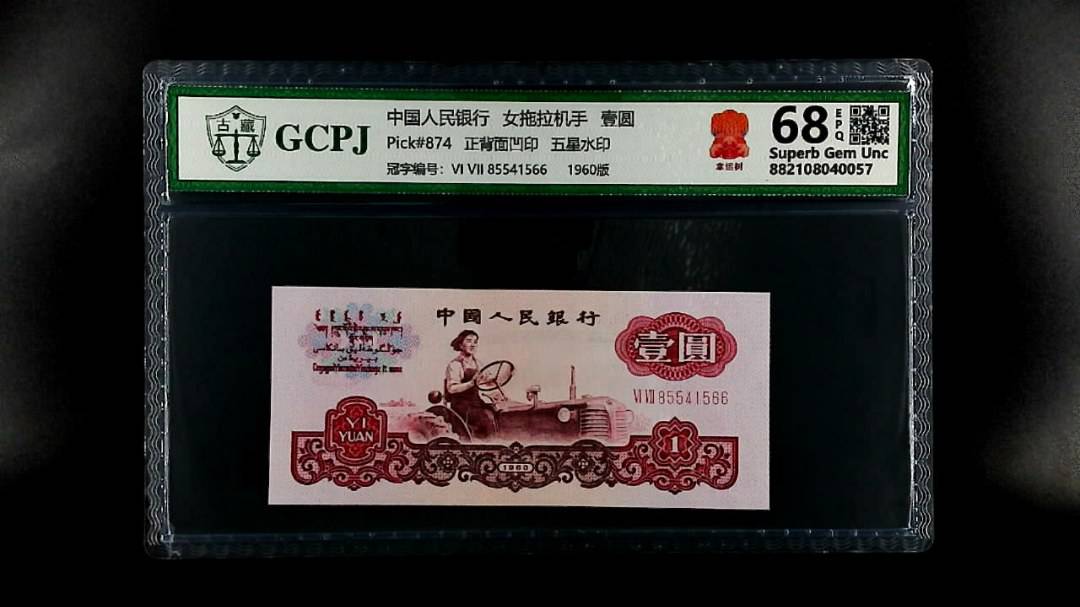 古藏
GCPJ
中国人民银行 女拖拉机手 壹圆
Pick#874 正背面凹印 五星水印
冠字编号: VI VII 85541566 1960版
68
EPQ
Superb Gem Unc
882108040057
中國人民銀行
壹圓
VI VII 85541566
YI
YUAN
1960
1